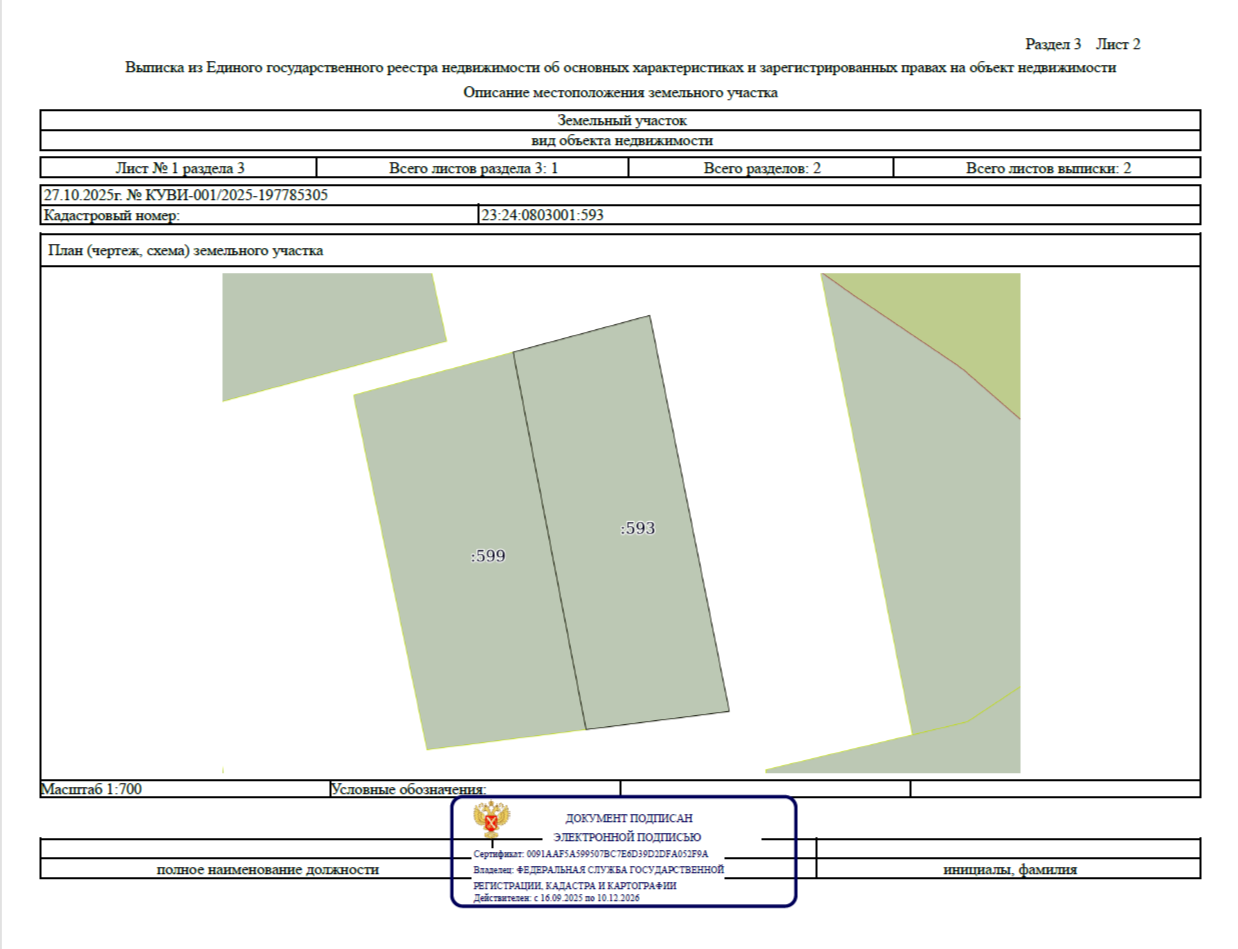 Раздел 3 Лист 2
Выписка из Единого государственного реестра недвижимости об основных характеристиках и зарегистрированных правах на объект недвижимости
Описание местоположения земельного участка
Земельный участок
вид объекта недвижимости
Лист № 1 раздела 3 Всего листов раздела 3: 1 Всего разделов: 2 Всего листов выписки: 2
27.10.2025г. № КУВИ-001/2025-197785305
Кадастровый номер: 23:24:0803001:593
План (чертеж, схема) земельного участка
:593
:599
Масштаб 1:700 Условные обозначения:
ДОКУМЕНТ ПОДПИСАН
ЭЛЕКТРОННОЙ ПОДПИСЬЮ
Сертификат: 0091AAF5A599507BC7E6D39D2DFA052F9A
Владелец: ФЕДЕРАЛЬНАЯ СЛУЖБА ГОСУДАРСТВЕННОЙ
РЕГИСТРАЦИИ, КАДАСТРА И КАРТОГРАФИИ
Действителен: с 16.09.2025 по 10.12.2026
полное наименование должности инициалы, фамилия